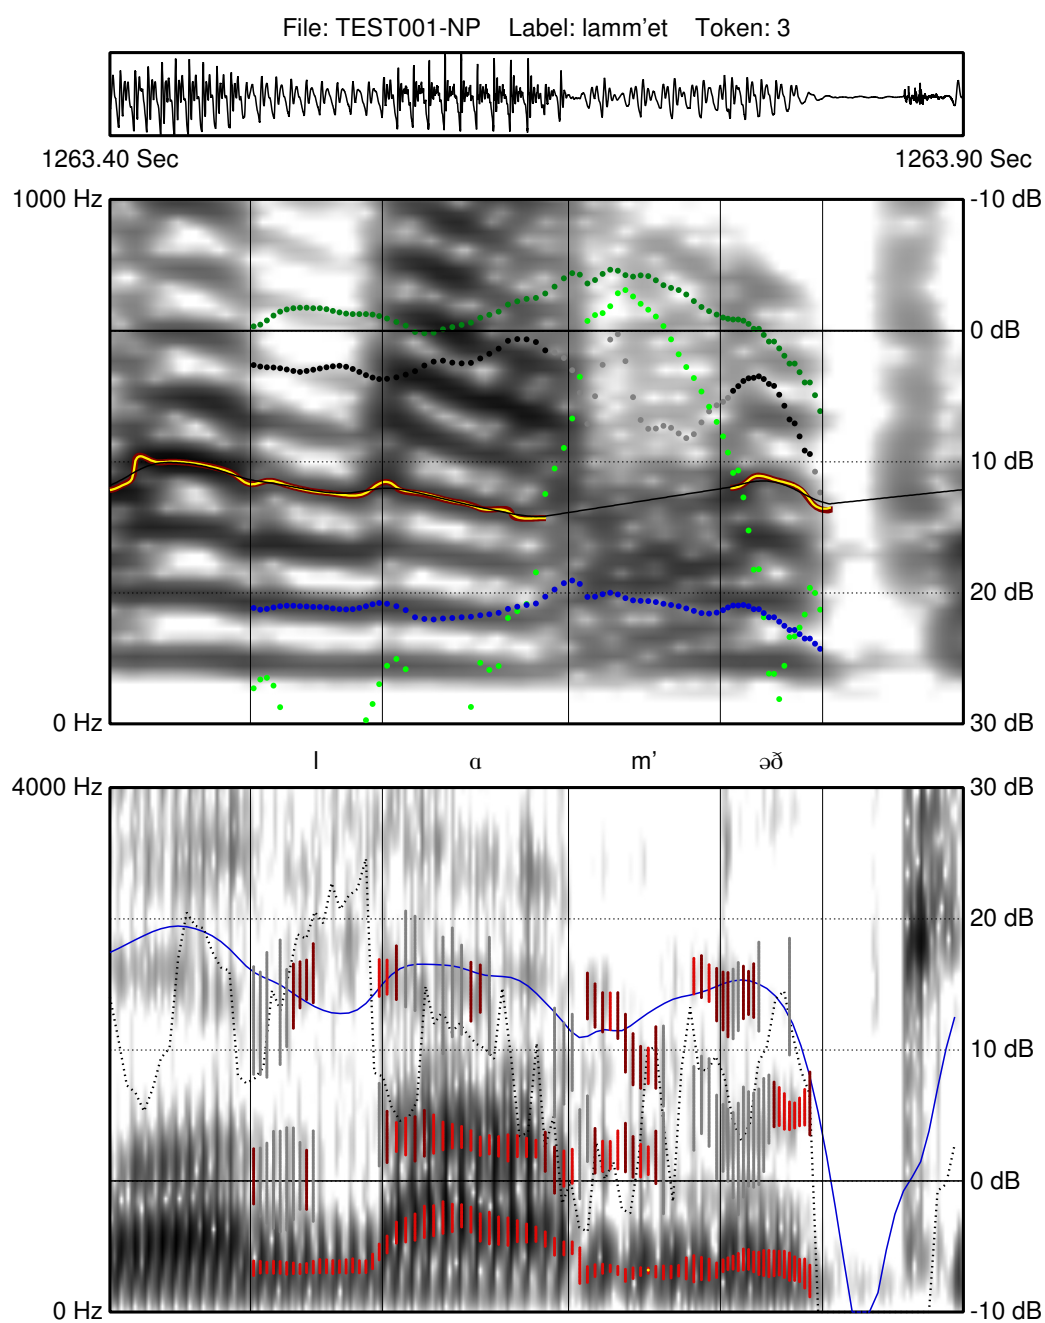 File: TEST001-NP Label: lamm'et Token: 3
1263.40 Sec 1263.90 Sec
1000 Hz -10 dB
0 dB
10 dB
20 dB
0 Hz 30 dB
l ɑ m' əð
4000 Hz 30 dB
20 dB
10 dB
0 dB
0 Hz -10 dB